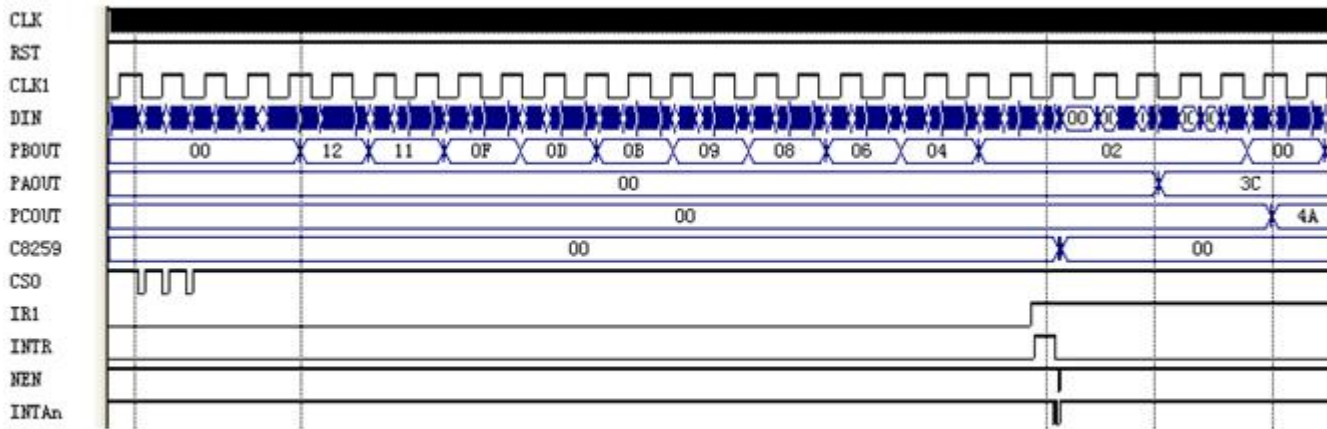 CLK
RST
CLK1
DIN 00
PBOUT 00 12 11 0F 0D 0B 09 08 06 04 02 00
PAOUT 00 3C
PCOUT 00 4A
C8259 00 00
CS0
IR1
INTR
NEN
INTAn